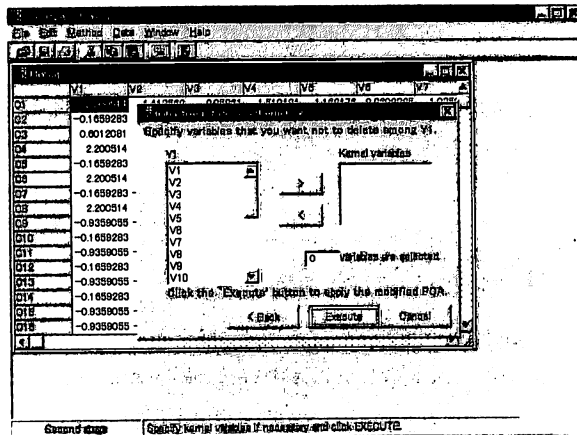 File Edit Method Data Window Help
V1 V2 V3 V4 V5 V6 V7
O1
O2 -0.1659283
O3 0.6012081
O4 2.200514
O5 -0.1659283
O6 2.200514
O7 -0.1659283 -
O8 2.200514
O9 -0.9359055 -
O10 -0.1659283 -
O11 -0.9359055 -
O12 -0.1659283 -
O13 -0.9359055 -
O14 -0.1659283 -
O15 -0.9359055 -
O16 -0.9359055 -
Specify variables that you want not to delete among V1.
V1
Kernel variables
V1
V2
V3
V4
V5
V6
V7
V8
V9
V10
>
<
0 variables are selected
Click the "Execute" button to apply the modified PCA.
< Back Execute Cancel
Second stage
Specify kernel variables if necessary and click EXECUTE.